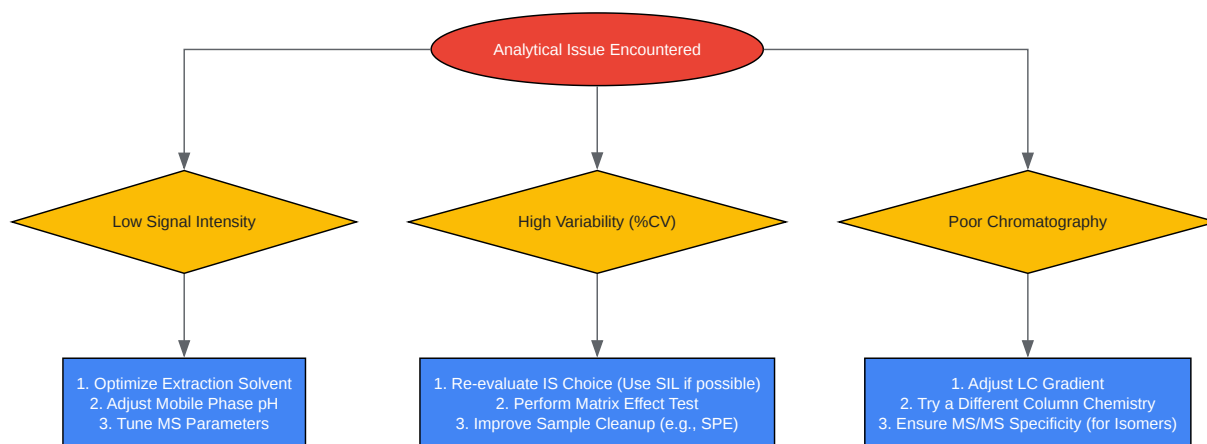 Analytical Issue Encountered
Low Signal Intensity
High Variability (%CV)
Poor Chromatography
1. Optimize Extraction Solvent
2. Adjust Mobile Phase pH
3. Tune MS Parameters
1. Re-evaluate IS Choice (Use SIL if possible)
2. Perform Matrix Effect Test
3. Improve Sample Cleanup (e.g., SPE)
1. Adjust LC Gradient
2. Try a Different Column Chemistry
3. Ensure MS/MS Specificity (for Isomers)